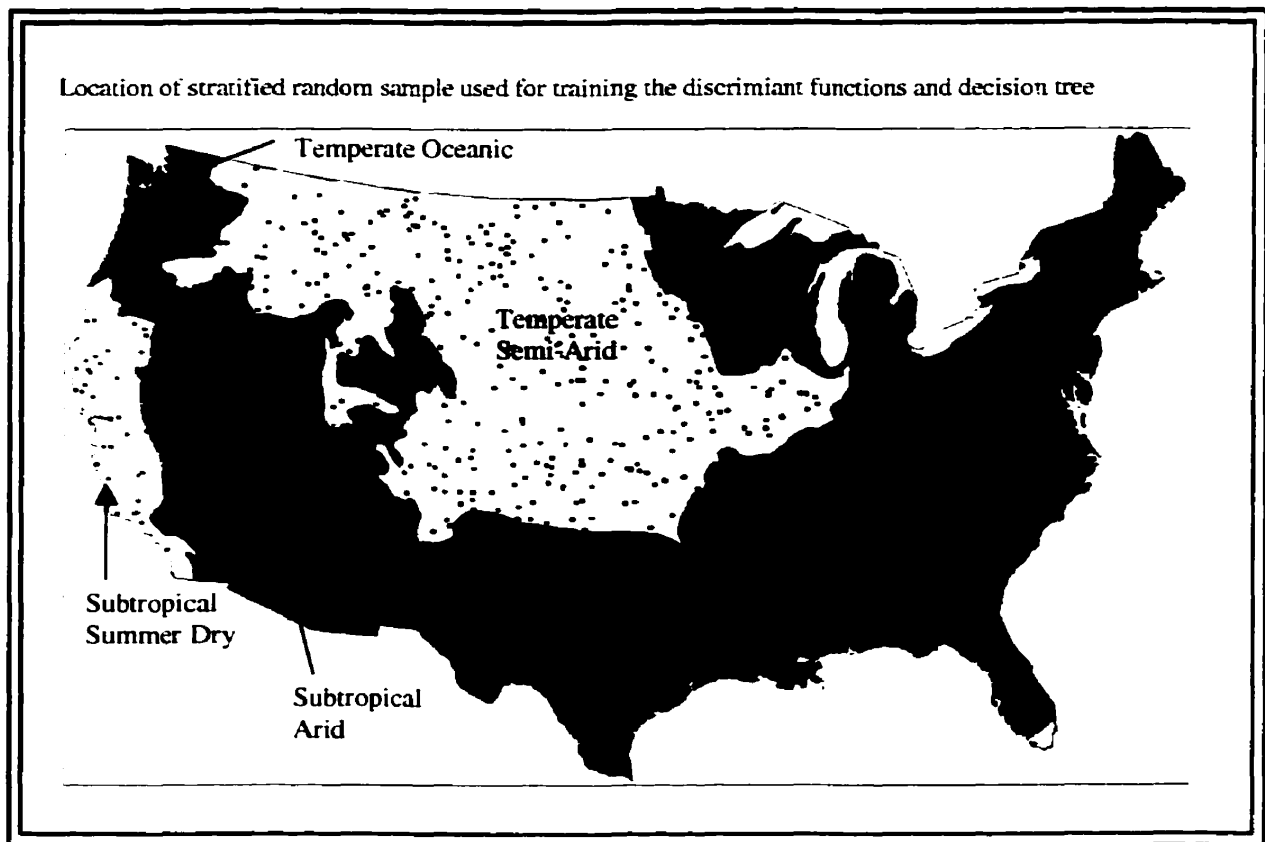 Location of stratified random sample used for training the discrimiant functions and decision tree
Temperate Oceanic
Temperate
Semi-Arid
Subtropical
Summer Dry
Subtropical
Arid